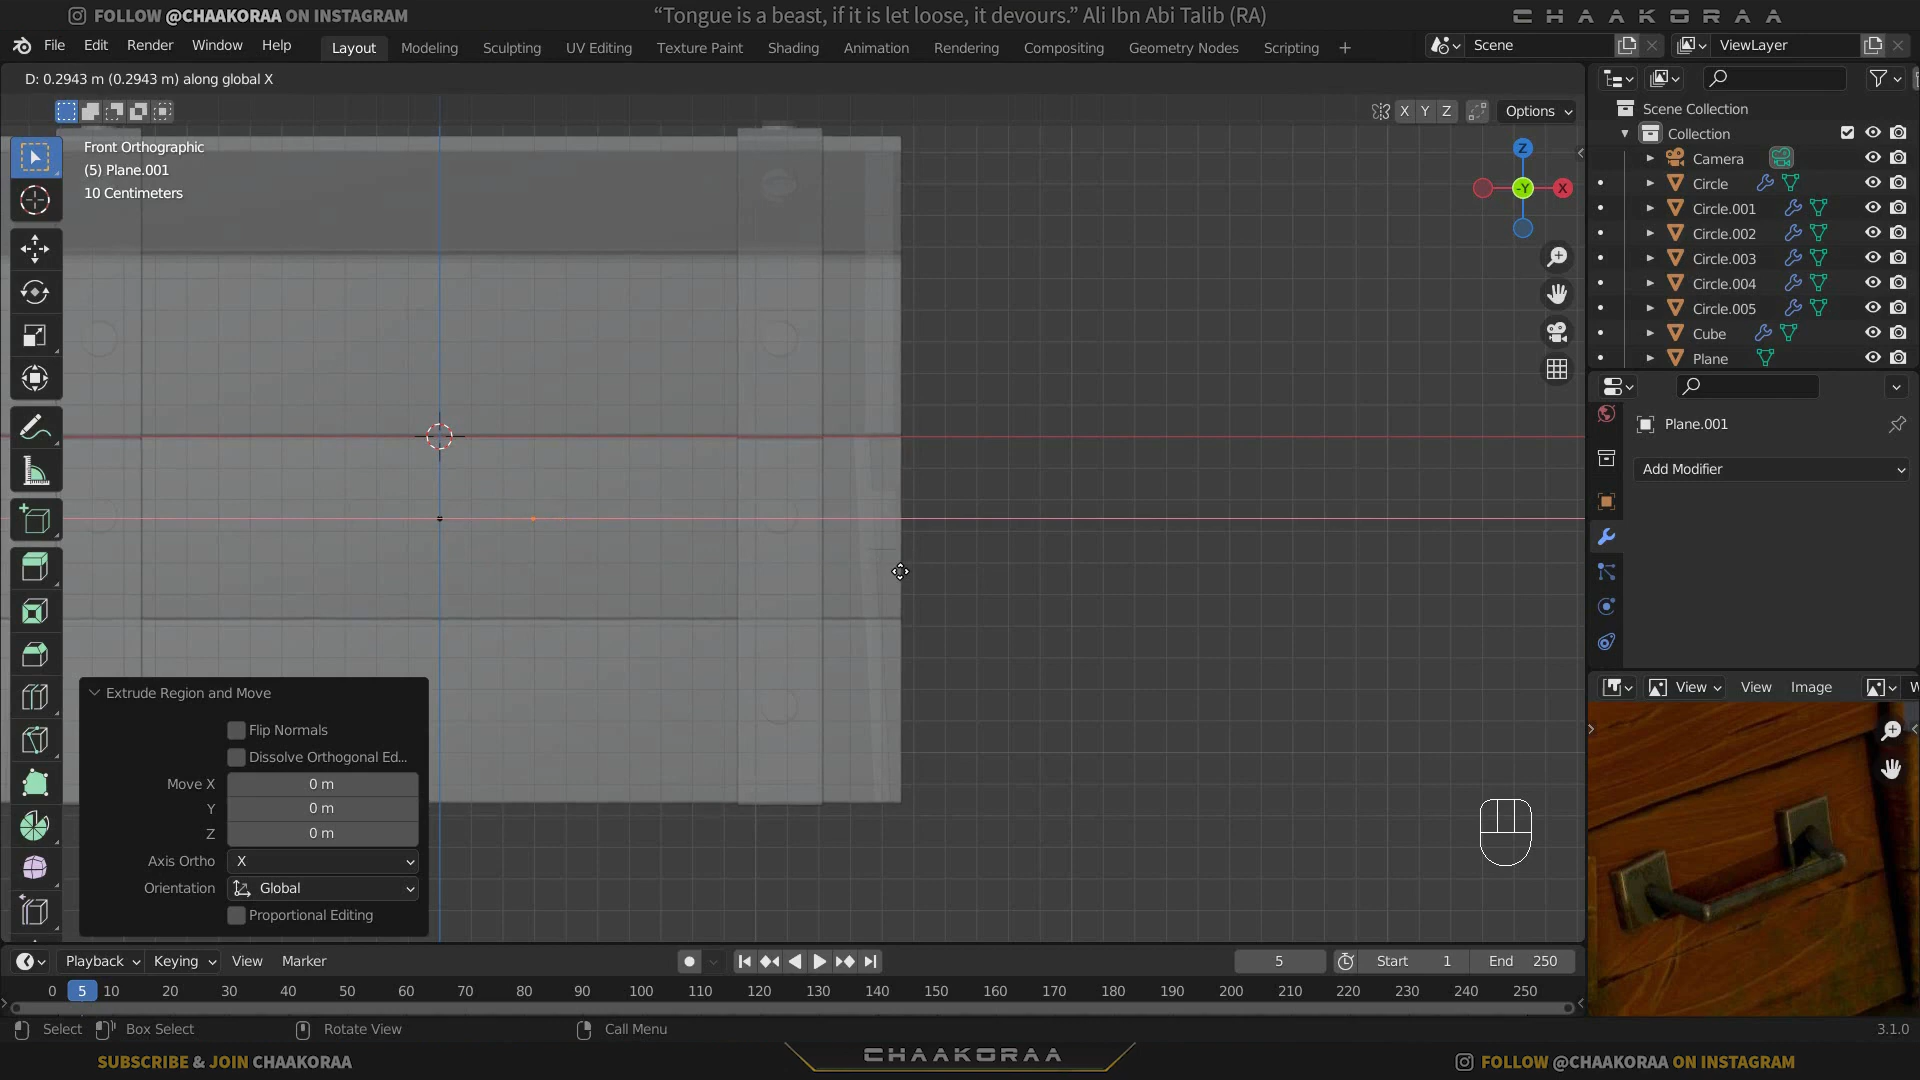 FOLLOW @CHAAKORAA ON INSTAGRAM
“Tongue is a beast, if it is let loose, it devours.” Ali Ibn Abi Talib (RA)
CHAAKORAA
File Edit Render Window Help
Layout Modeling Sculpting UV Editing Texture Paint Shading Animation Rendering Compositing Geometry Nodes Scripting +
Scene
ViewLayer
D: 0.2943 m (0.2943 m) along global X
X Y Z
Options
Front Orthographic
(5) Plane.001
10 Centimeters
Z
-Y
X
Scene Collection
Collection
Camera
Circle
Circle.001
Circle.002
Circle.003
Circle.004
Circle.005
Cube
Plane
Plane.001
Add Modifier
Extrude Region and Move
Flip Normals
Dissolve Orthogonal Ed...
Move X 0 m
Y 0 m
Z 0 m
Axis Ortho X
Orientation Global
Proportional Editing
View View Image
Playback Keying View Marker
5
Start 1
End 250
0 5 10 20 30 40 50 60 70 80 90 100 110 120 130 140 150 160 170 180 190 200 210 220 230 240 250
Select Box Select Rotate View Call Menu
3.1.0
SUBSCRIBE & JOIN CHAAKORAA
CHAAKORAA
FOLLOW @CHAAKORAA ON INSTAGRAM